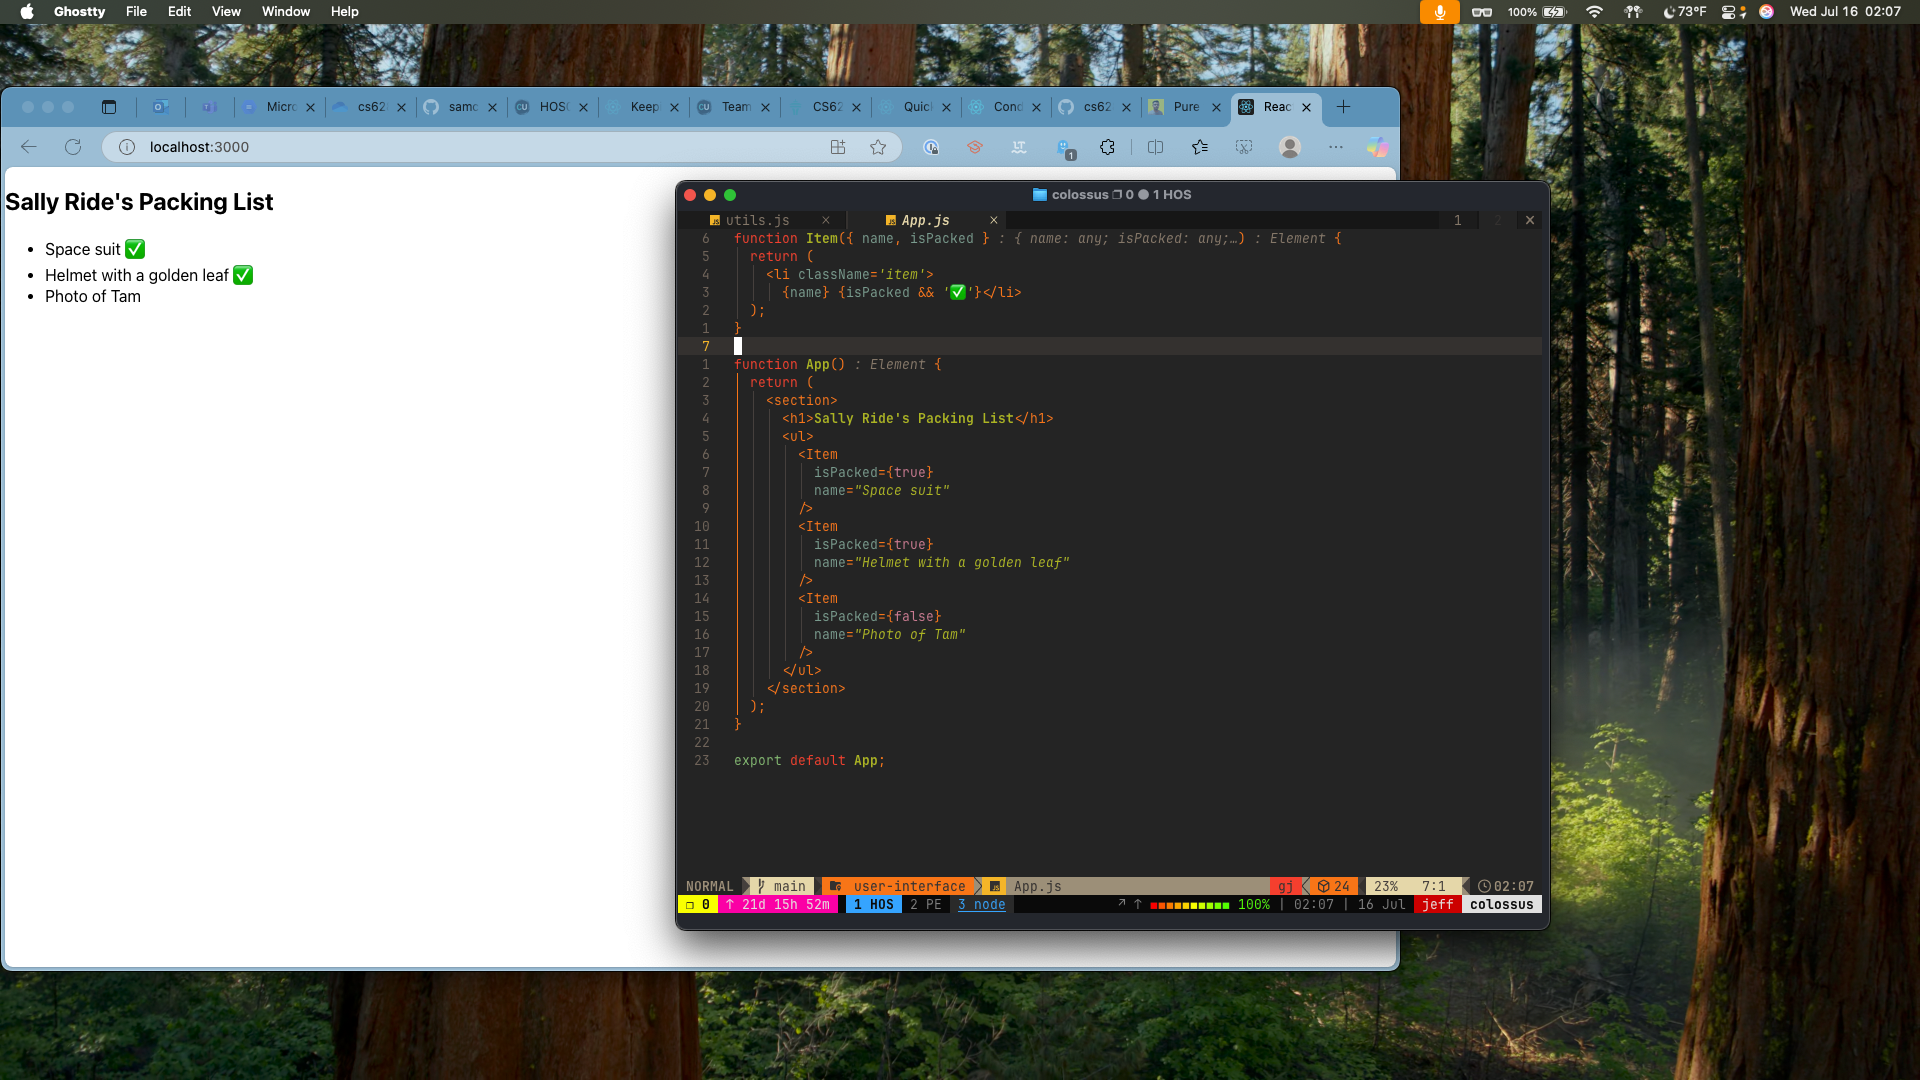 Ghostty File Edit View Window Help 100% 73°F Wed Jul 16 02:07
Micro cs62 samc HOS Keep Team CS62 Quic Cond cs62 Pure Reac
localhost:3000 1
Sally Ride's Packing List
• Space suit ✅
• Helmet with a golden leaf ✅
• Photo of Tam
colossus ❐ 0 ● 1 HOS
utils.js × App.js × 1 2 ×
6 function Item({ name, isPacked } : { name: any; isPacked: any;…) : Element {
5 return (
4 <li className='item'>
3 {name} {isPacked && '✅'}</li>
2 );
1 }
7
1 function App() : Element {
2 return (
3 <section>
4 <h1>Sally Ride's Packing List</h1>
5 <ul>
6 <Item
7 isPacked={true}
8 name="Space suit"
9 />
10 <Item
11 isPacked={true}
12 name="Helmet with a golden leaf"
13 />
14 <Item
15 isPacked={false}
16 name="Photo of Tam"
17 />
18 </ul>
19 </section>
20 );
21 }
22
23 export default App;
NORMAL main user-interface App.js gj 24 23% 7:1 02:07
❐ 0 ↑ 21d 15h 52m 1 HOS 2 PE 3 node ↗ ↑ 100% | 02:07 | 16 Jul jeff colossus